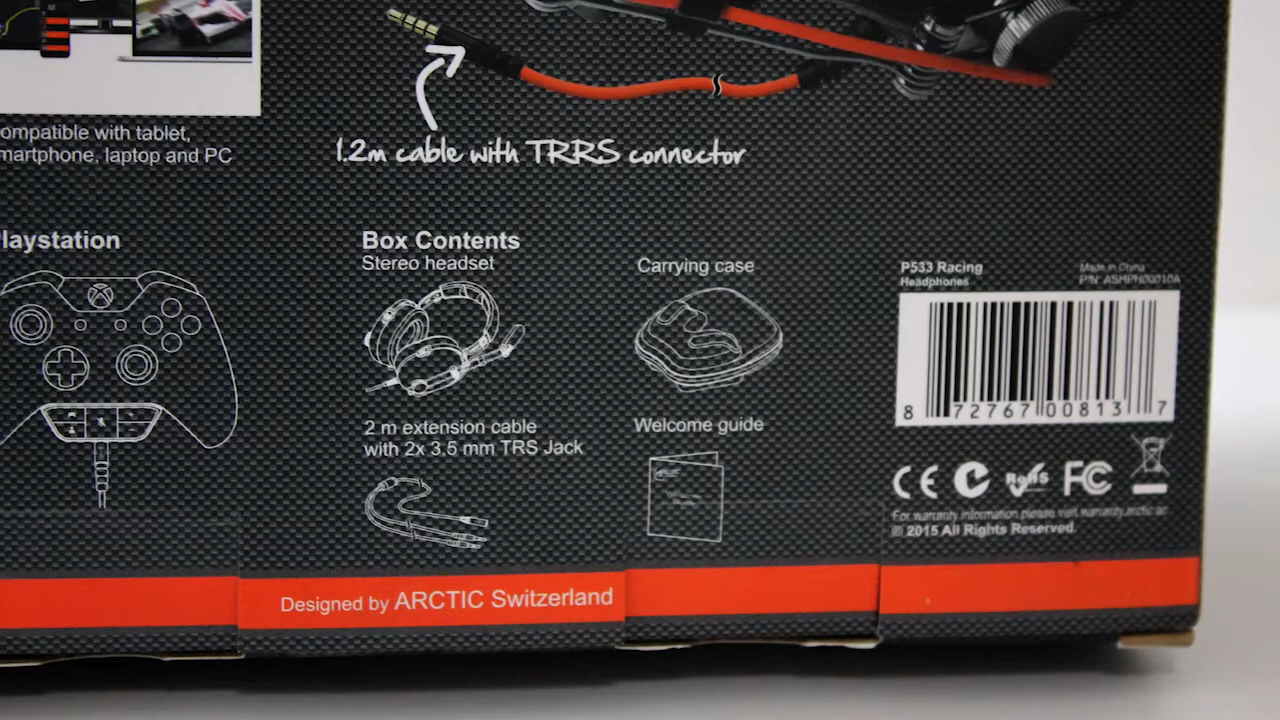 ompatible with tablet,
martphone, laptop and PC
1.2m cable with TRRS connector
laystation
Box Contents
Stereo headset
2 m extension cable
with 2x 3.5 mm TRS Jack
Carrying case
Welcome guide
P533 Racing
Headphones
Made in China
P/N: ASHPH00010A
8 72767 00813 7
CE RoHS FC
For warranty information please visit warranty.arctic.ac
© 2015 All Rights Reserved.
Designed by ARCTIC Switzerland